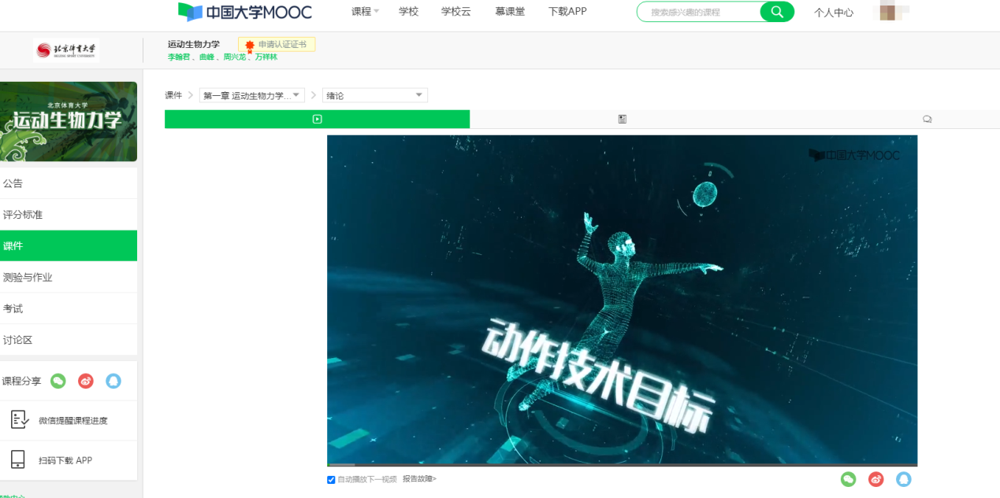 中国大学MOOC
课程
学校
学校云
慕课堂
下载APP
搜索感兴趣的课程
个人中心
北京体育大学
BEIJING SPORT UNIVERSITY
运动生物力学
申请认证证书
李翰君、曲峰、周兴龙、万祥林
北京体育大学
运动生物力学
公告
评分标准
课件
测验与作业
考试
讨论区
课程分享
微信提醒课程进度
扫码下载 APP
课件 > 第一章 运动生物力学... > 绪论
中国大学MOOC
动作技术目标
自动播放下一视频 报告故障>